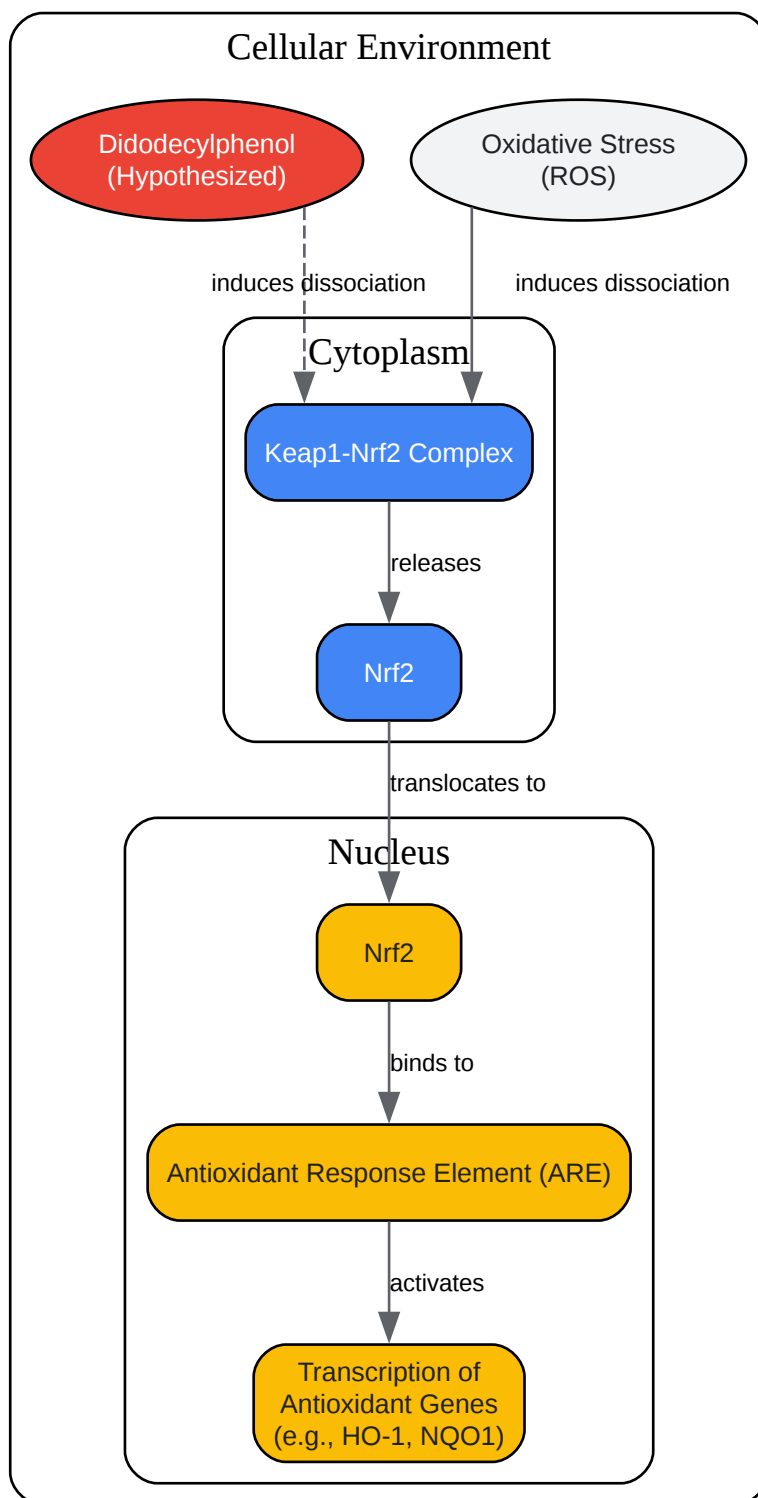 Cellular Environment
Didodecylphenol
(Hypothesized)
Oxidative Stress
(ROS)
induces dissociation
induces dissociation
Cytoplasm
Keap1-Nrf2 Complex
releases
Nrf2
translocates to
Nucleus
Nrf2
binds to
Antioxidant Response Element (ARE)
activates
Transcription of
Antioxidant Genes
(e.g., HO-1, NQO1)